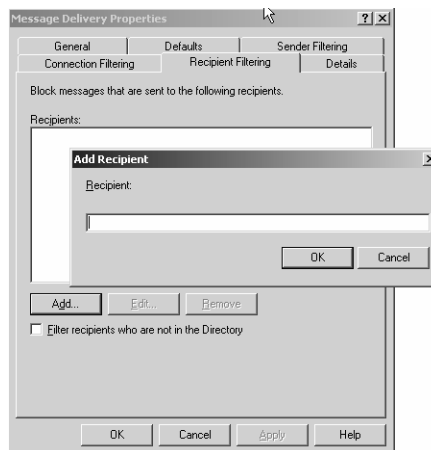 Message Delivery Properties
General Defaults Sender Filtering
Connection Filtering Recipient Filtering Details
Block messages that are sent to the following recipients.
Recipients:
Add Recipient
Recipient:
OK Cancel
Add... Edit... Remove
Filter recipients who are not in the Directory
OK Cancel Apply Help